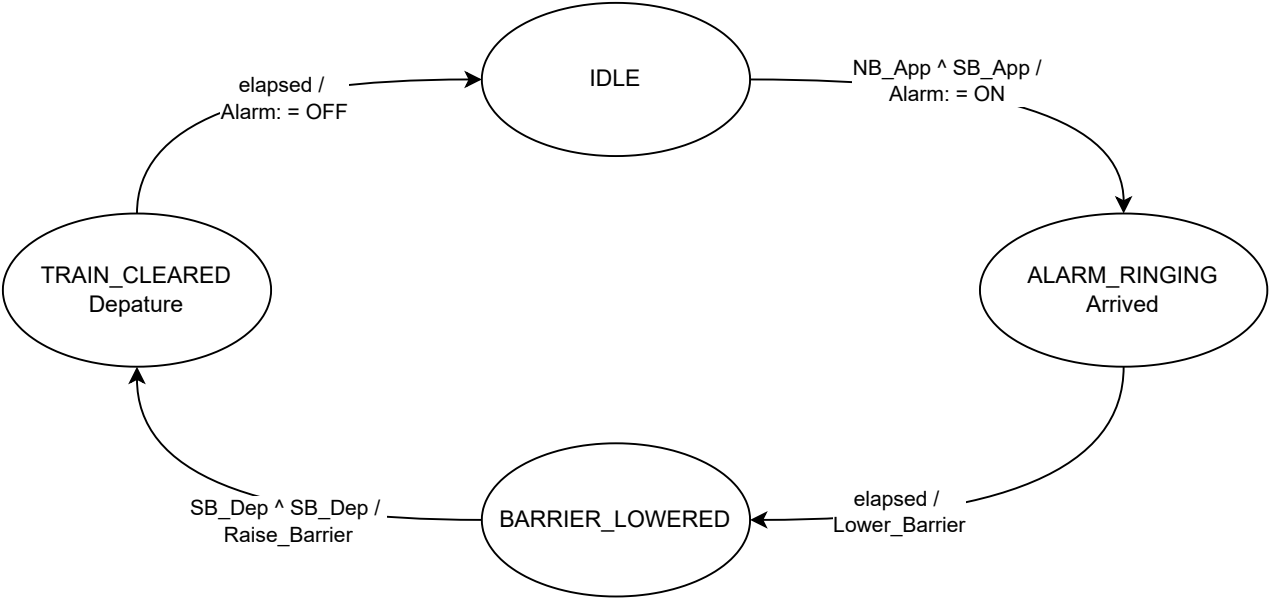 IDLE
NB_App ^ SB_App /
Alarm: = ON
elapsed /
Alarm: = OFF
TRAIN_CLEARED
Depature
ALARM_RINGING
Arrived
SB_Dep ^ SB_Dep /
Raise_Barrier
BARRIER_LOWERED
elapsed /
Lower_Barrier